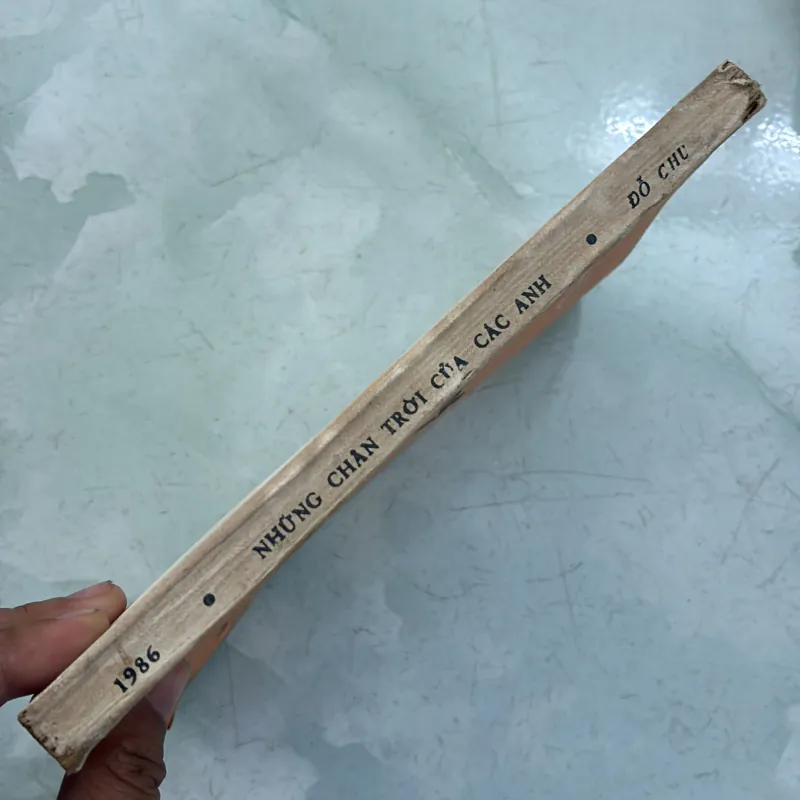 1986 • NHỮNG CHÂN TRỜI CỦA CÁC ANH • ĐỖ CHU